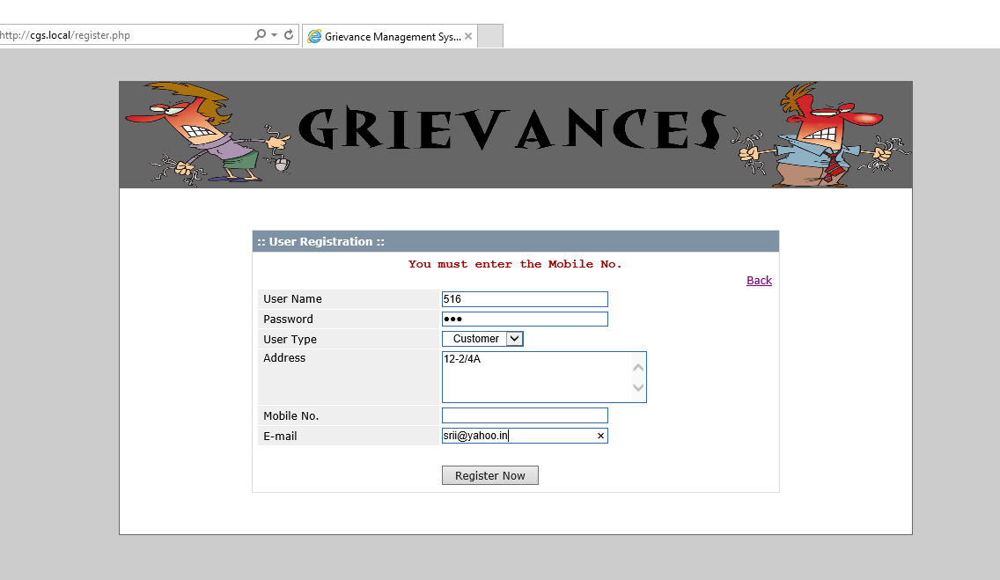 http://cgs.local/register.php
Grievance Management Sys...
GRIEVANCES
:: User Registration ::
You must enter the Mobile No.
Back
User Name 516
Password •••
User Type Customer
Address 12-2/4A
Mobile No.
E-mail srii@yahoo.in
Register Now